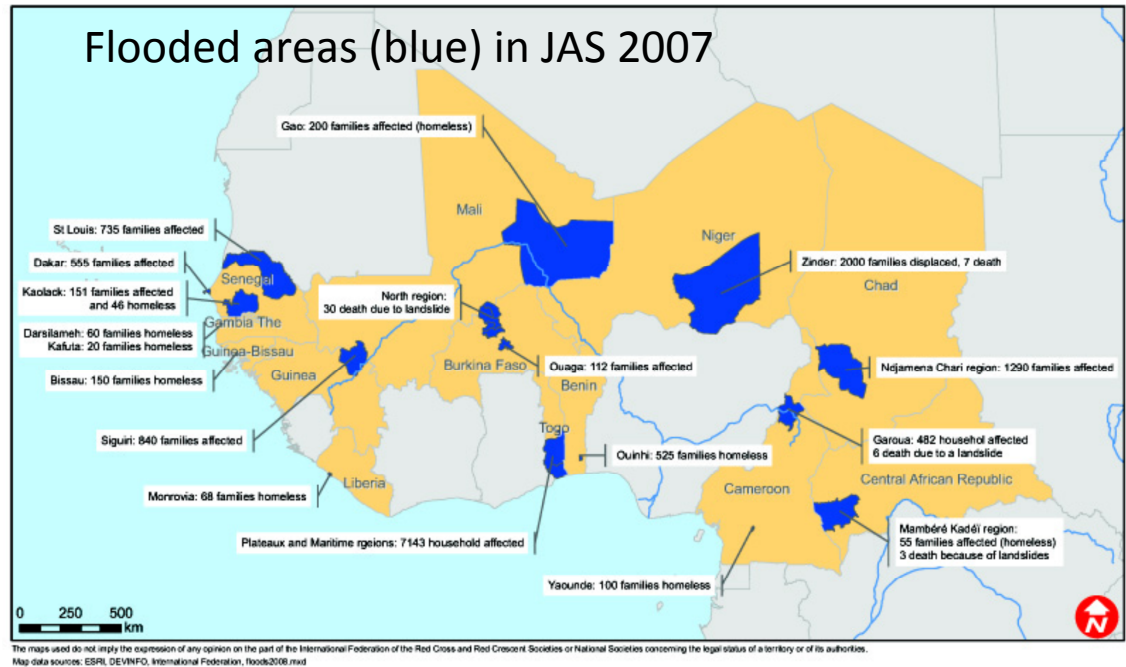 Flooded areas (blue) in JAS 2007
Gao: 200 families affected (homeless)
Mali
Niger
St Louis: 735 families affected
Dakar: 555 families affected
Senegal
Zinder: 2000 families displaced, 7 death
Chad
Kaolack: 151 families affected
and 46 homeless
North region:
30 death due to landslide
Gambia The
Darsilameh: 60 families homeless
Kafuta: 20 families homeless
Guinea-Bissau
Guinea
Burkina Faso
Ouaga: 112 families affected
Ndjamena Chari region: 1290 families affected
Bissau: 150 families homeless
Benin
Togo
Siguiri: 840 families affected
Ouinhi: 525 families homeless
Garoua: 482 househol affected
6 death due to a landslide
Liberia
Monrovia: 68 families homeless
Cameroon
Central African Republic
Plateaux and Maritime rgeions: 7143 household affected
Mambéré Kadéï region:
55 families affected (homeless)
3 death because of landslides
Yaounde: 100 families homeless
0 250 500
km
N
The maps used do not imply the expression of any opinion on the part of the International Federation of the Red Cross and Red Crescent Societies or National Societies concerning the legal status of a territory or of its authorities.
Map data sources: ESRI, DEVINFO, International Federation, floods2008.mxd